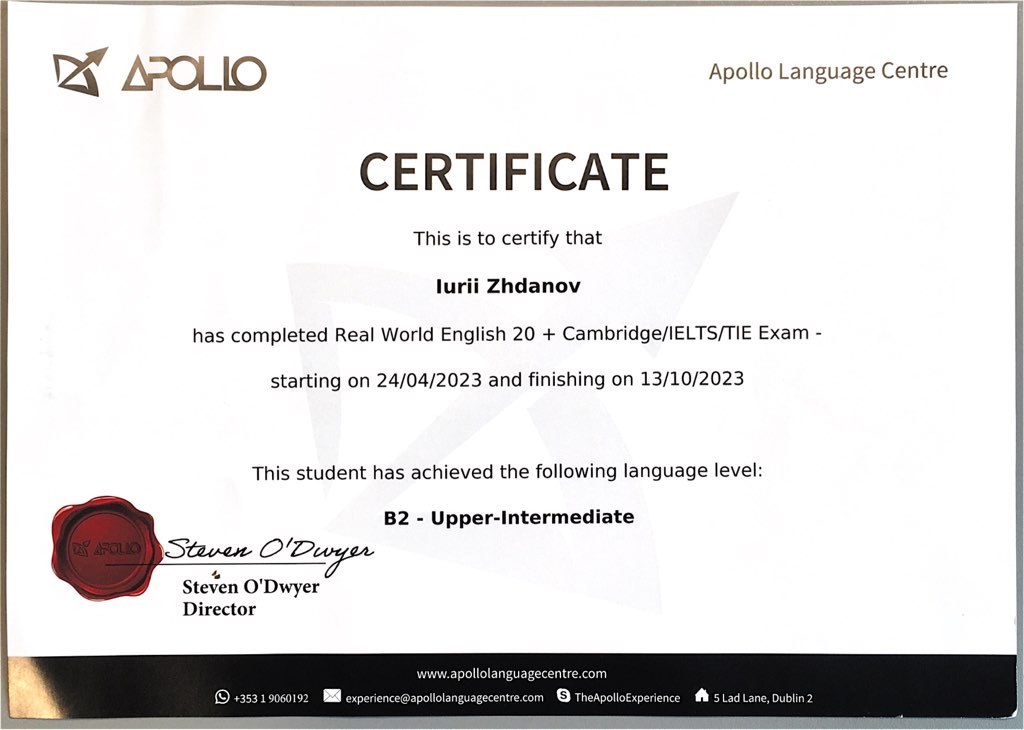 APOLLO
Apollo Language Centre
CERTIFICATE
This is to certify that
Iurii Zhdanov
has completed Real World English 20 + Cambridge/IELTS/TIE Exam -
starting on 24/04/2023 and finishing on 13/10/2023
This student has achieved the following language level:
B2 - Upper-Intermediate
APOLLO
Steven O'Dwyer
Steven O'Dwyer
Director
www.apollolanguagecentre.com
+353 1 9060192 experience@apollolanguagecentre.com TheApolloExperience 5 Lad Lane, Dublin 2